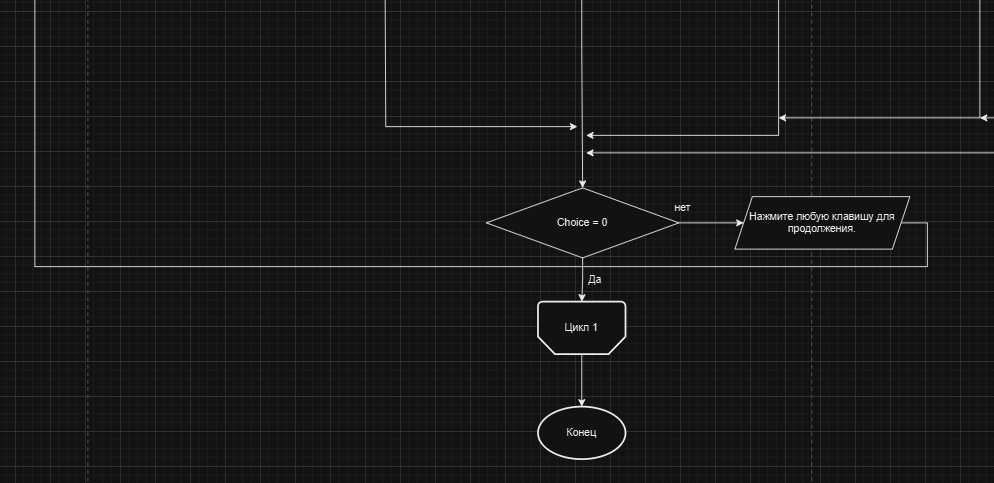 нет
Choice = 0
Нажмите любую клавишу для
продолжения.
Да
Цикл 1
Конец